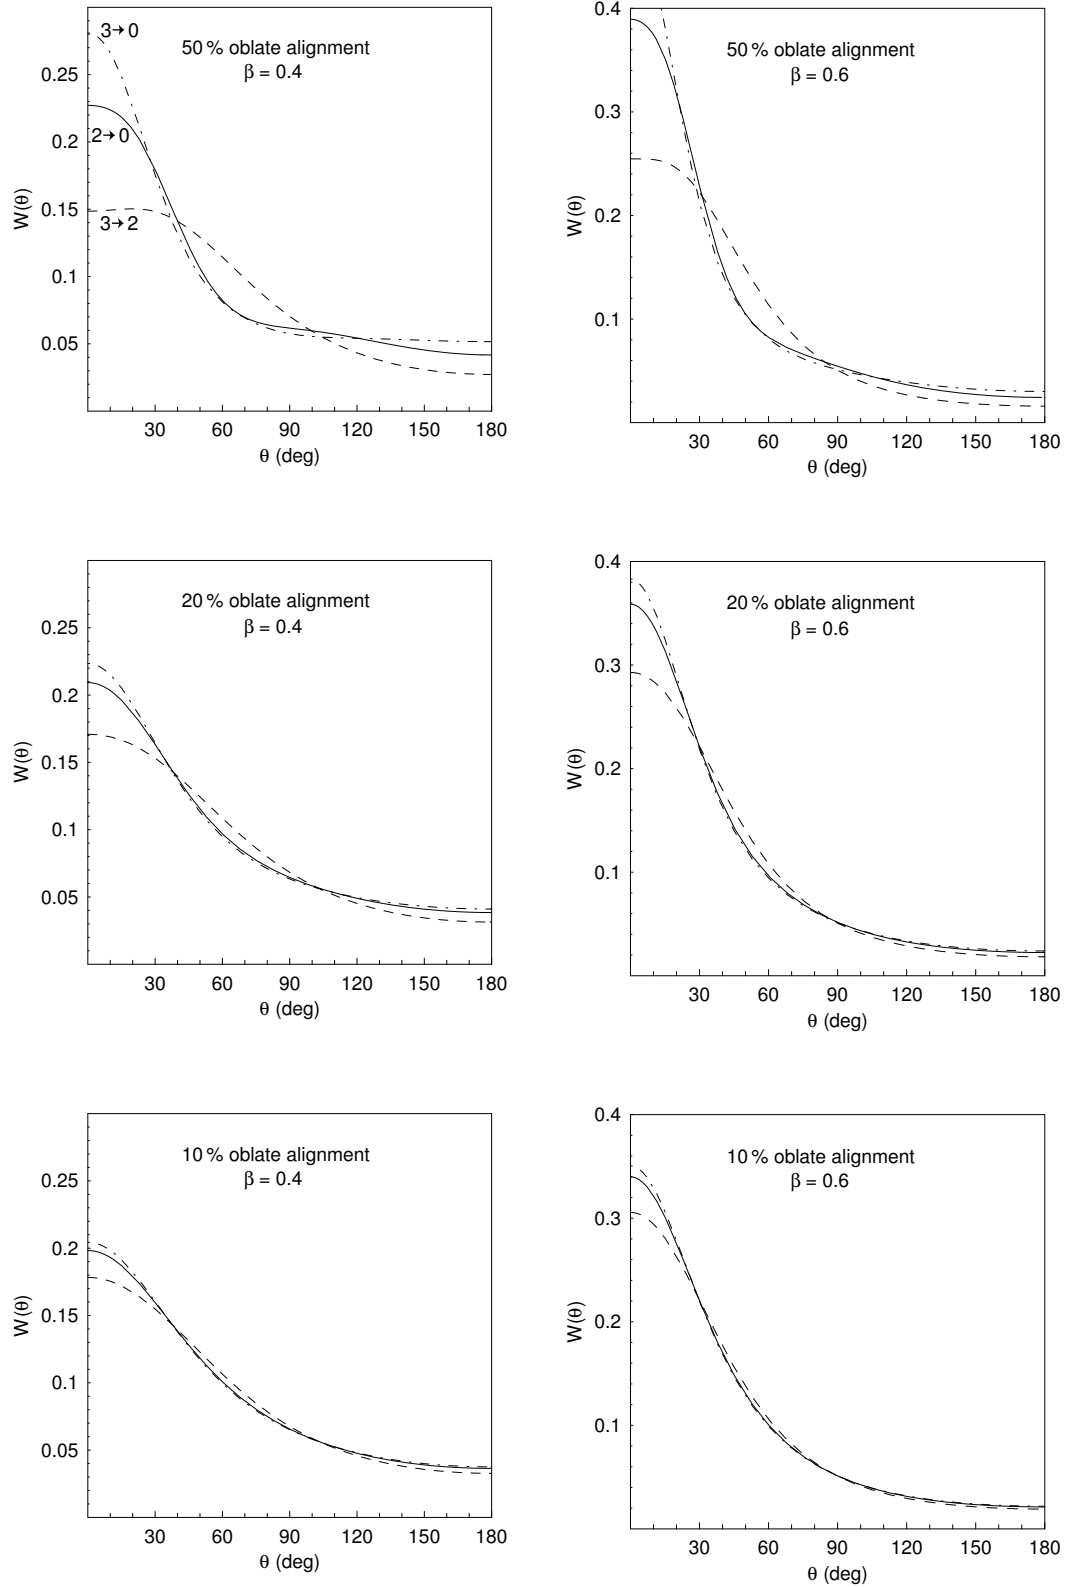 3→0
50 % oblate alignment
β = 0.4
0.25
0.2
2→0
0.15
3→2
0.1
0.05
W(θ)
30 60 90 120 150 180
θ (deg)
0.4
50 % oblate alignment
β = 0.6
0.3
0.2
0.1
W(θ)
30 60 90 120 150 180
θ (deg)
20 % oblate alignment
β = 0.4
0.25
0.2
0.15
0.1
0.05
W(θ)
30 60 90 120 150 180
θ (deg)
0.4
20 % oblate alignment
β = 0.6
0.3
0.2
0.1
W(θ)
30 60 90 120 150 180
θ (deg)
10 % oblate alignment
β = 0.4
0.25
0.2
0.15
0.1
0.05
W(θ)
30 60 90 120 150 180
θ (deg)
0.4
10 % oblate alignment
β = 0.6
0.3
0.2
0.1
W(θ)
30 60 90 120 150 180
θ (deg)